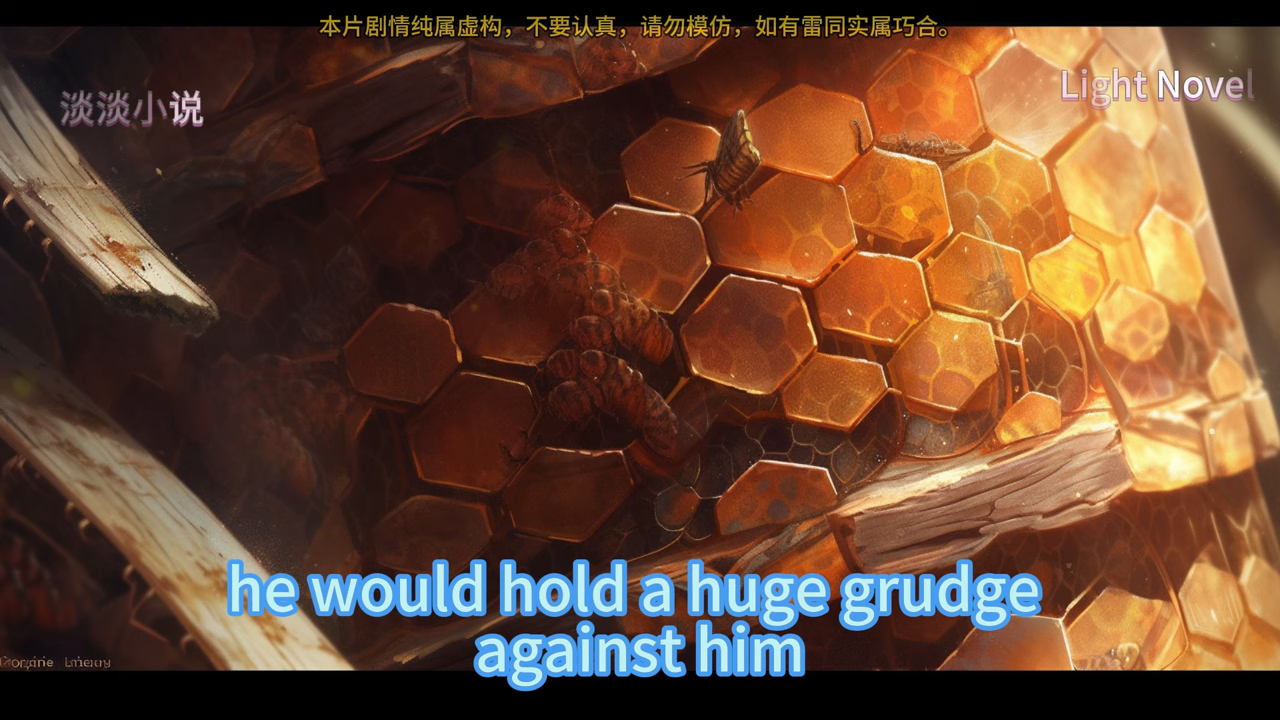 本片剧情纯属虚构，不要认真，请勿模仿，如有雷同实属巧合。
淡淡小说
Light Novel
he would hold a huge grudge
against him